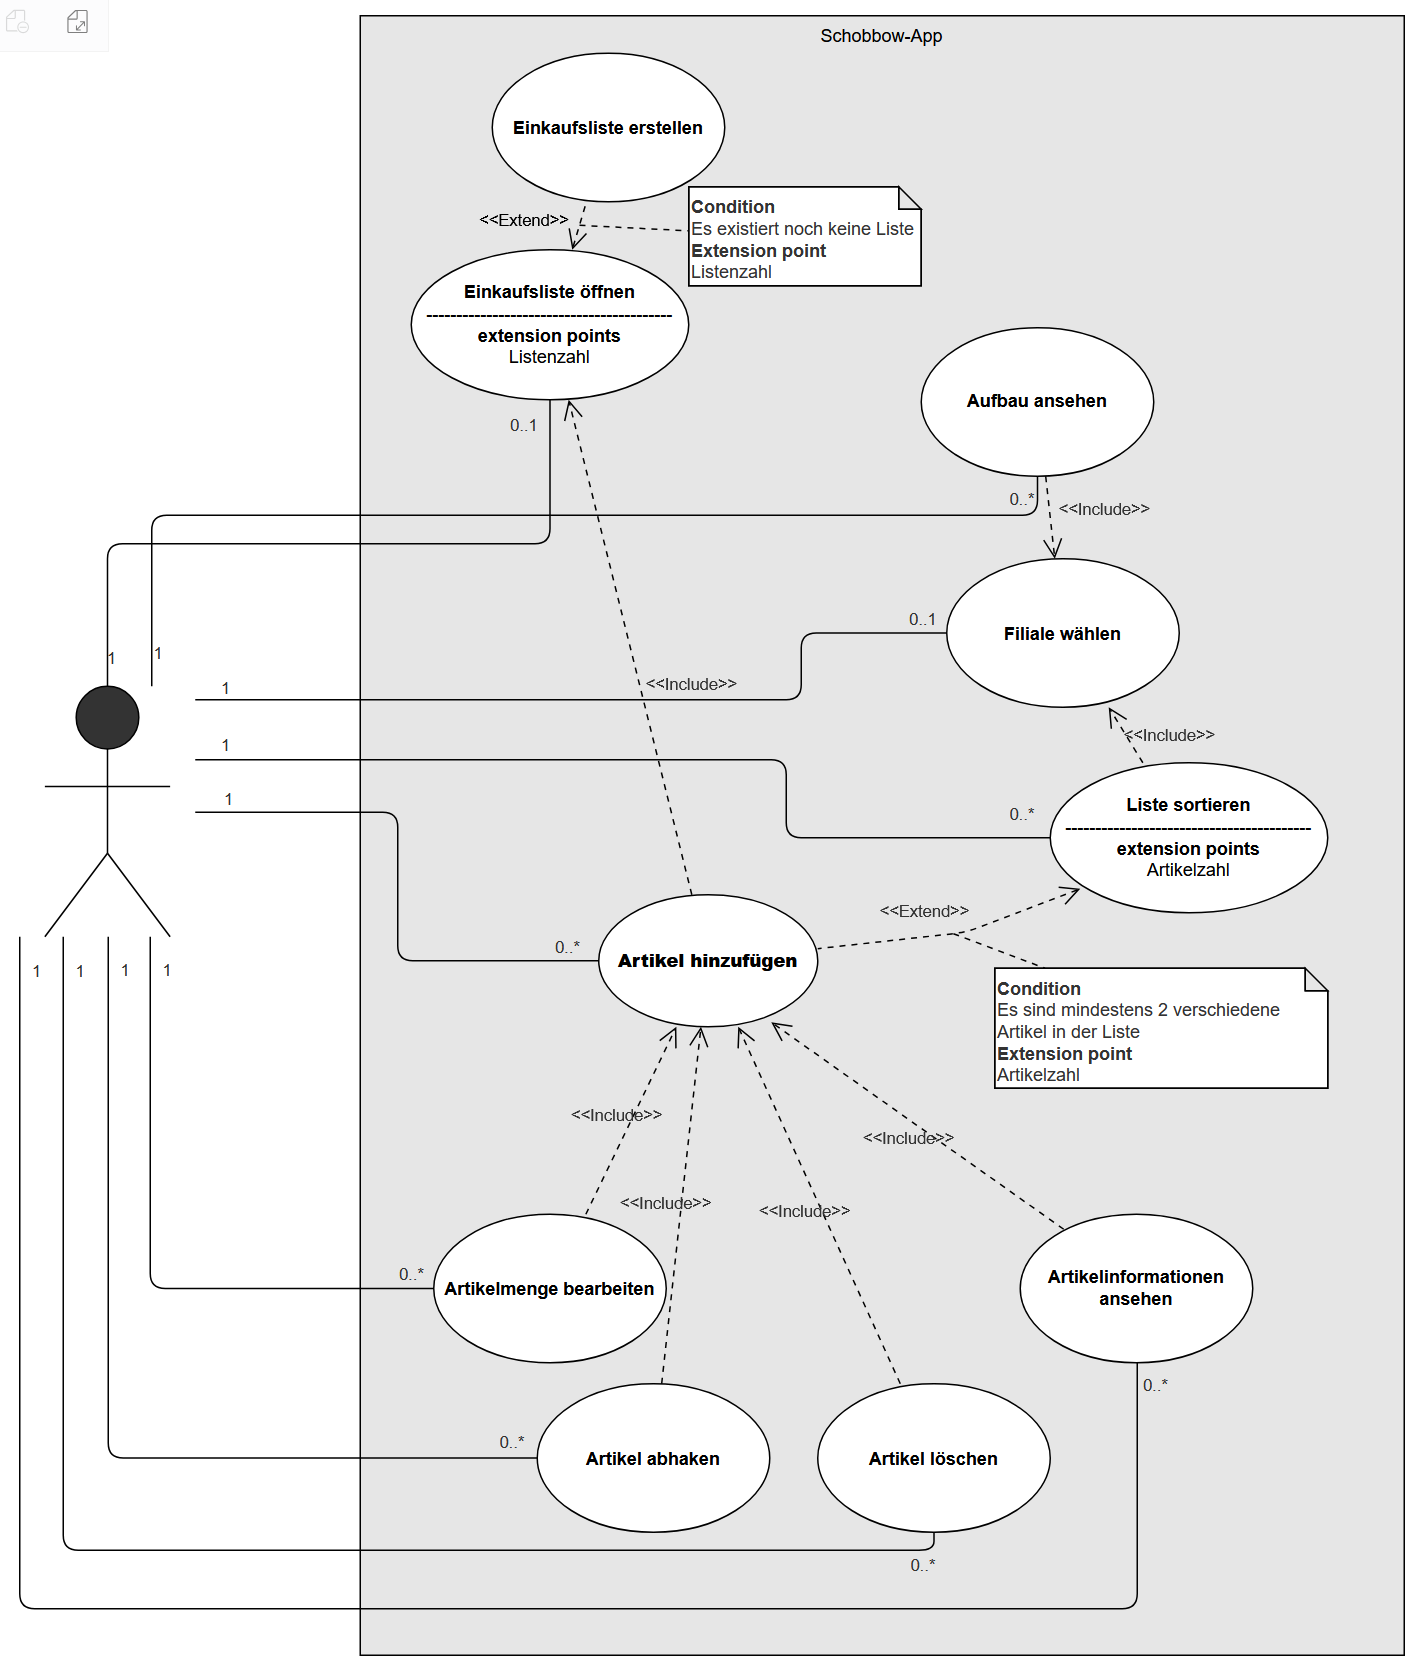 Schobbow-App
Einkaufsliste erstellen
<<Extend>>
Condition
Es existiert noch keine Liste
Extension point
Listenzahl
Einkaufsliste öffnen
-----------------------------------------
extension points
Listenzahl
0..1
Aufbau ansehen
0..*
<<Include>>
1
1
Filiale wählen
0..1
1
<<Include>>
<<Include>>
1
Liste sortieren
-----------------------------------------
extension points
Artikelzahl
0..*
1
<<Extend>>
Artikel hinzufügen
0..*
Condition
Es sind mindestens 2 verschiedene
Artikel in der Liste
Extension point
Artikelzahl
1
1
1
1
<<Include>>
<<Include>>
<<Include>>
<<Include>>
0..*
Artikelmenge bearbeiten
Artikelinformationen
ansehen
0..*
0..*
Artikel abhaken
Artikel löschen
0..*